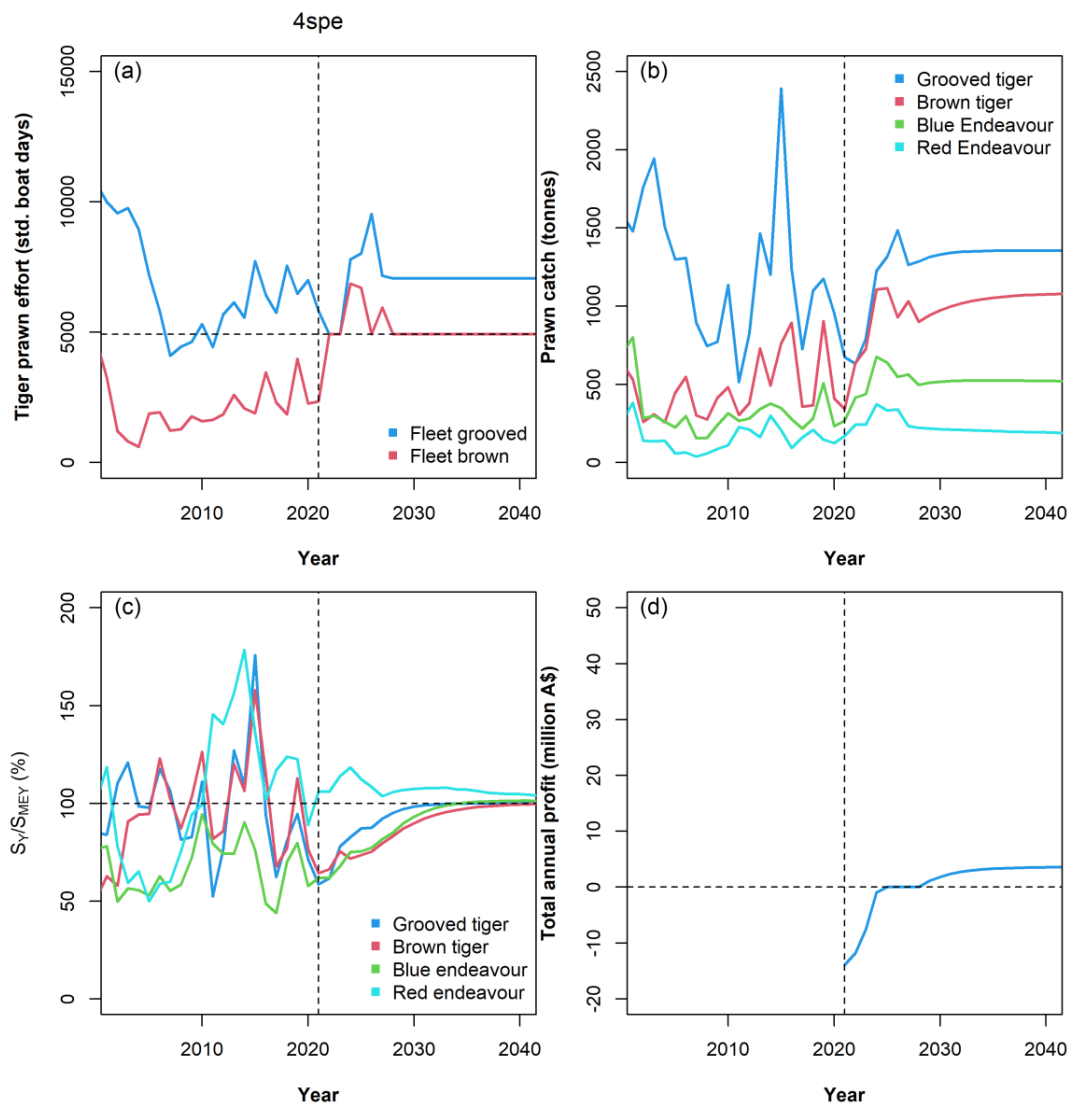 4spe
(a)
Tiger prawn effort (std. boat days)
15000
10000
5000
0
Fleet grooved
Fleet brown
2010 2020 2030 2040
Year
(b)
Prawn catch (tonnes)
2500
2000
1500
1000
500
0
Grooved tiger
Brown tiger
Blue Endeavour
Red Endeavour
2010 2020 2030 2040
Year
(c)
SY/SMEY (%)
200
150
100
50
0
Grooved tiger
Brown tiger
Blue endeavour
Red endeavour
2010 2020 2030 2040
Year
(d)
Total annual profit (million A$)
50
40
30
20
10
0
-10
-20
2010 2020 2030 2040
Year